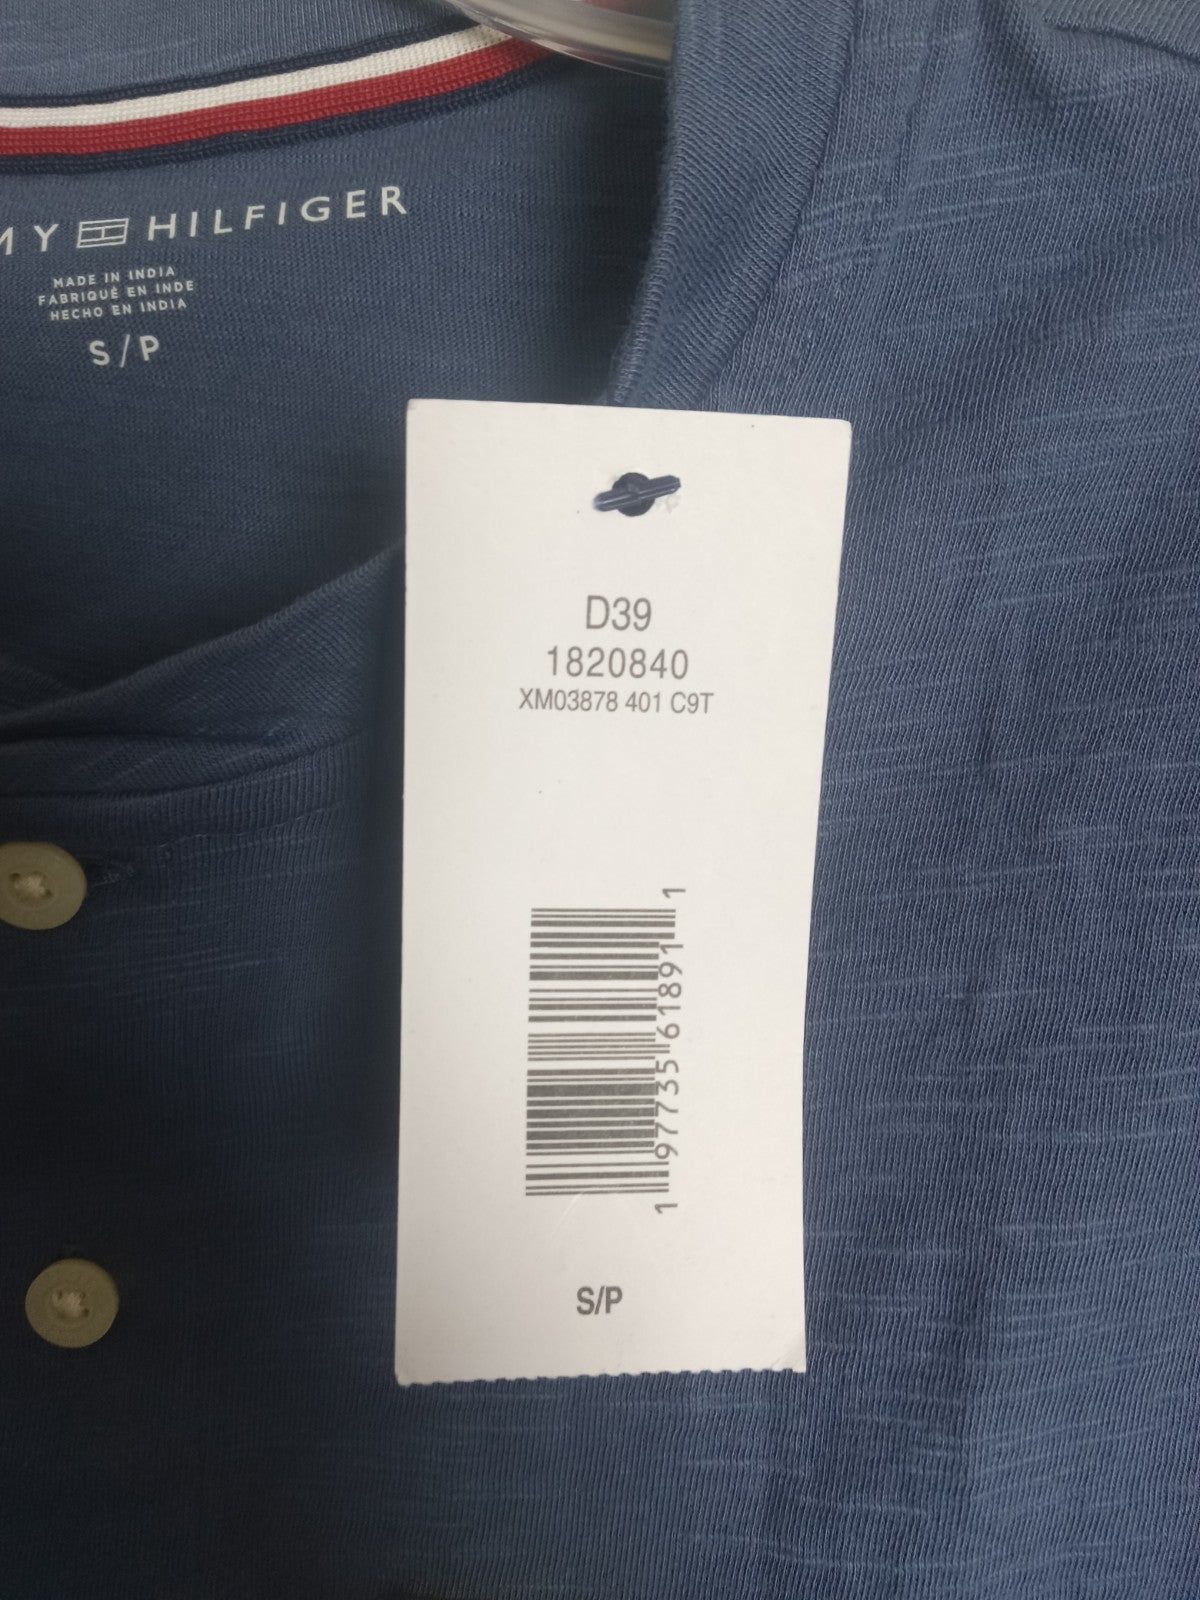 MY HILFIGER
MADE IN INDIA
FABRIQUÉ EN INDE
HECHO EN INDIA
S/P
D39
1820840
XM03878 401 C9T
1 97735 61891 1
S/P